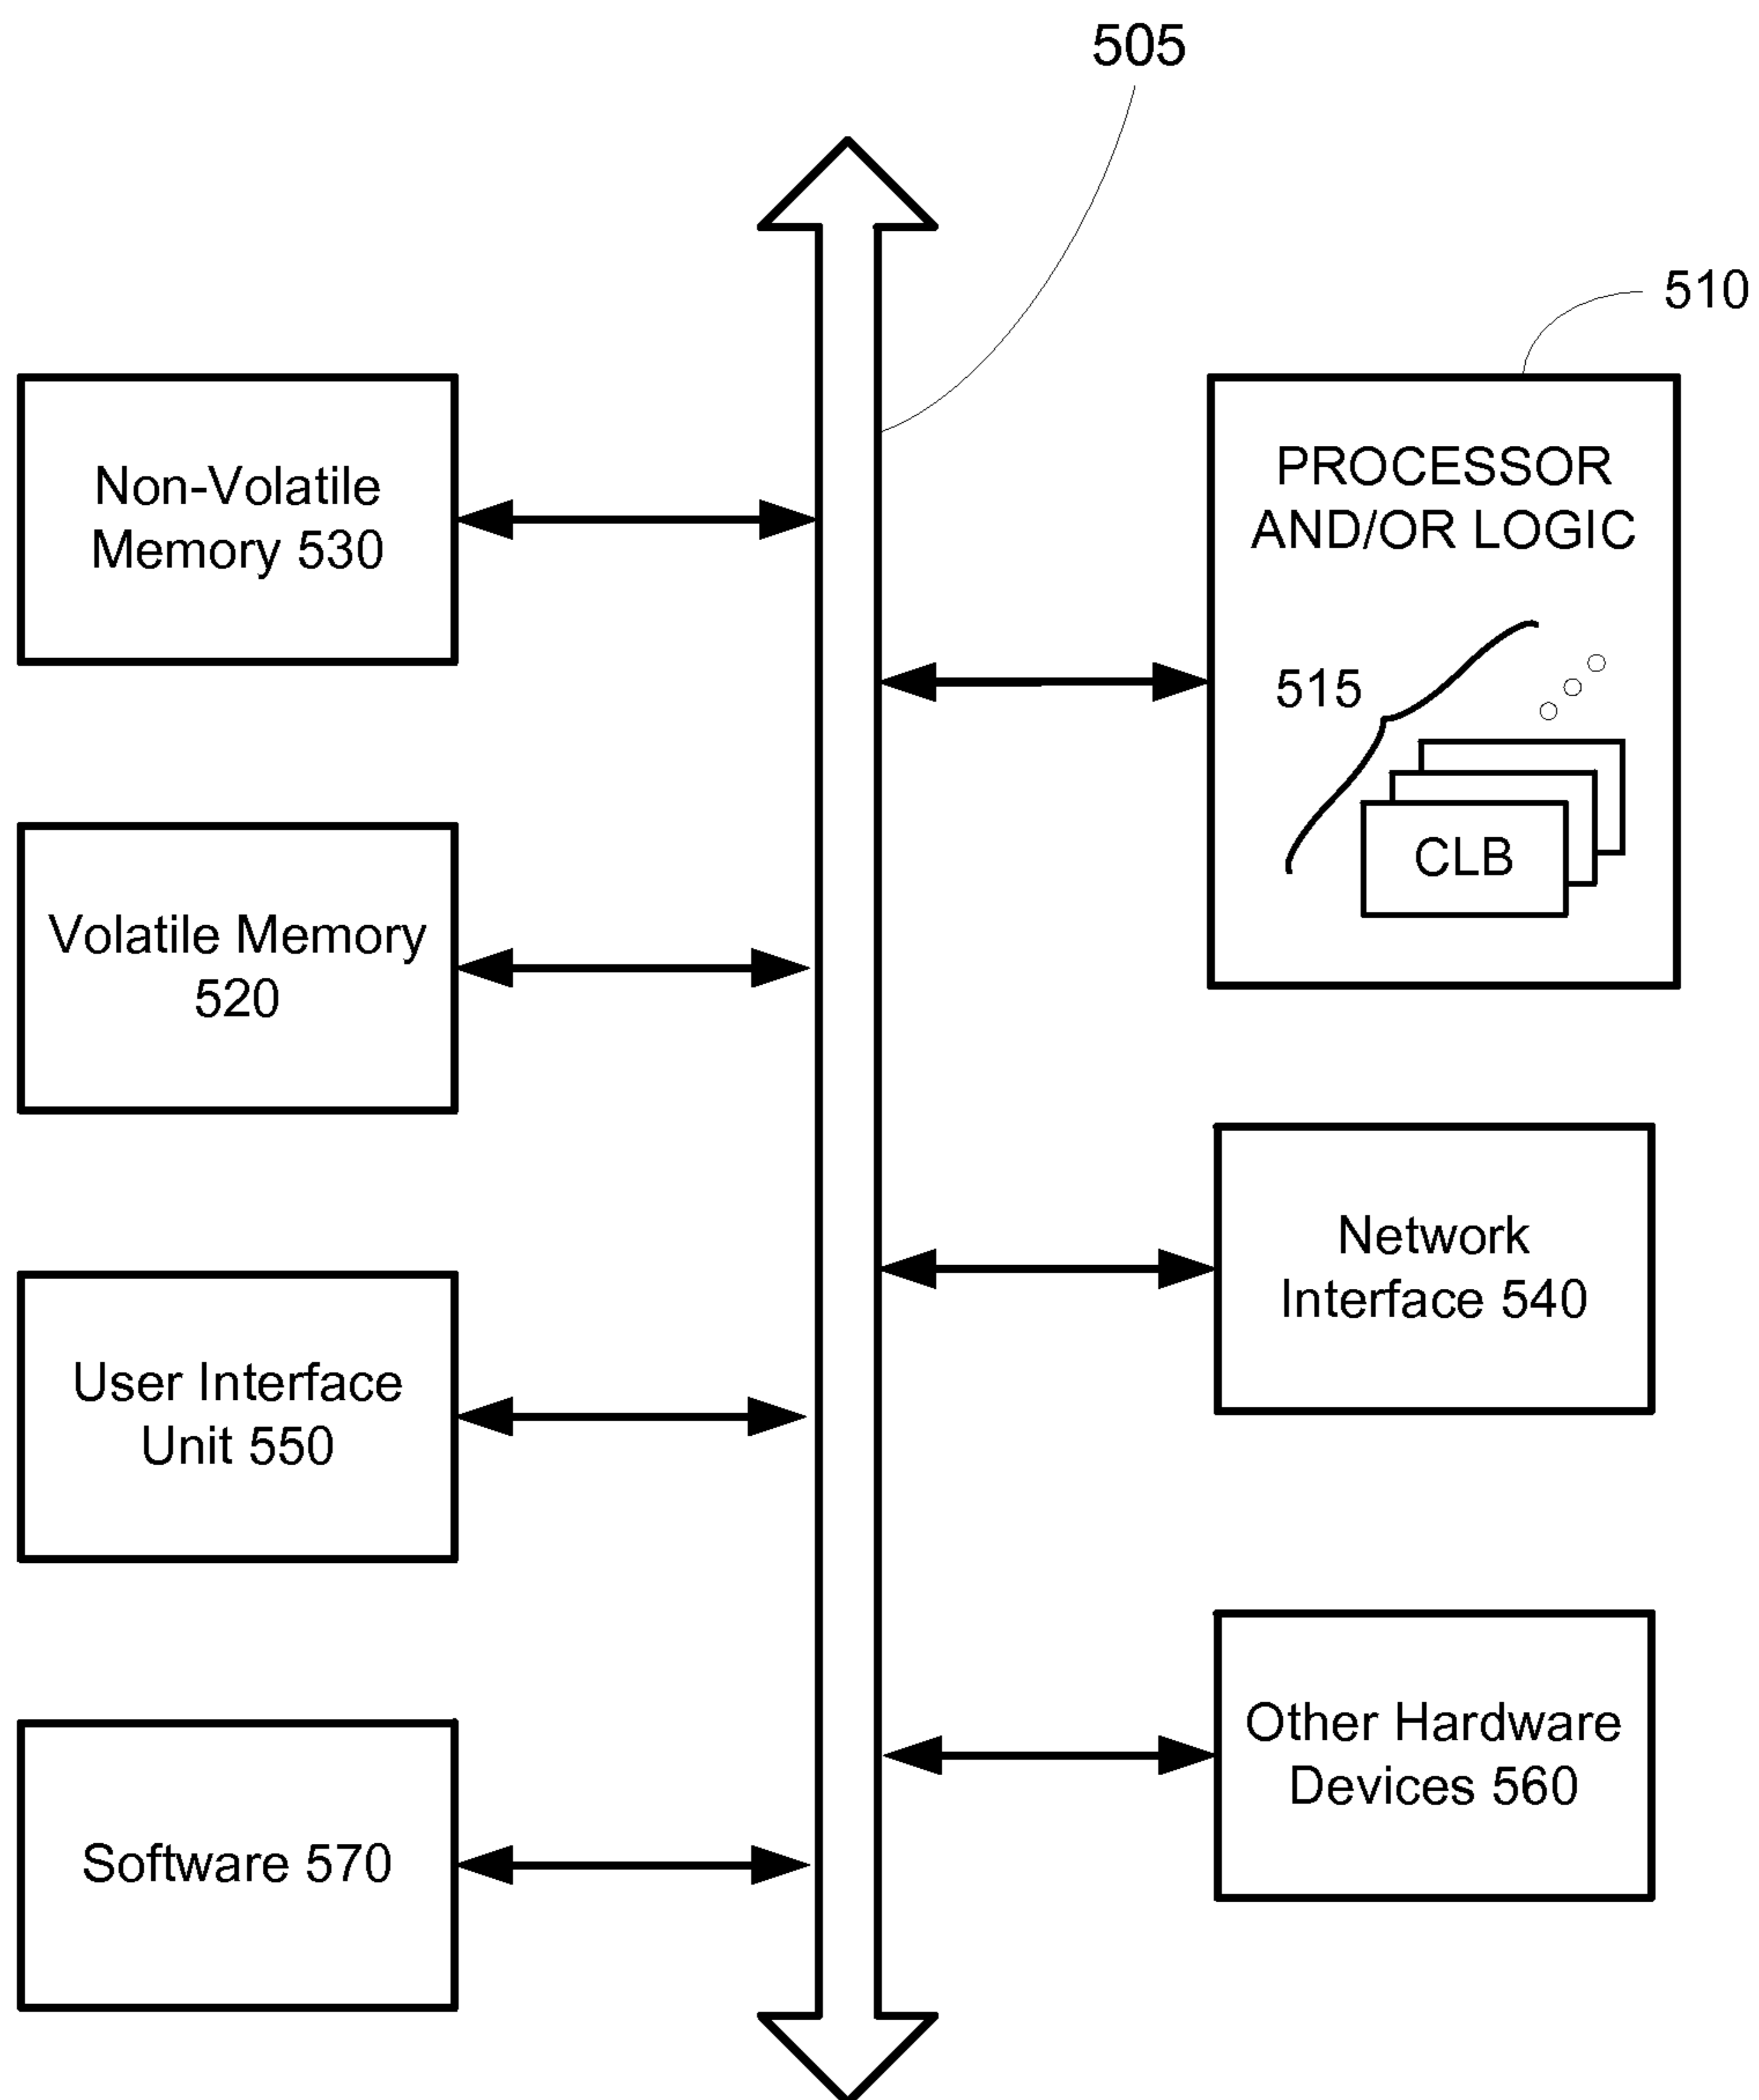 505
510
Non-Volatile
Memory 530
PROCESSOR
AND/OR LOGIC
515
CLB
Volatile Memory
520
Network
Interface 540
User Interface
Unit 550
Other Hardware
Devices 560
Software 570